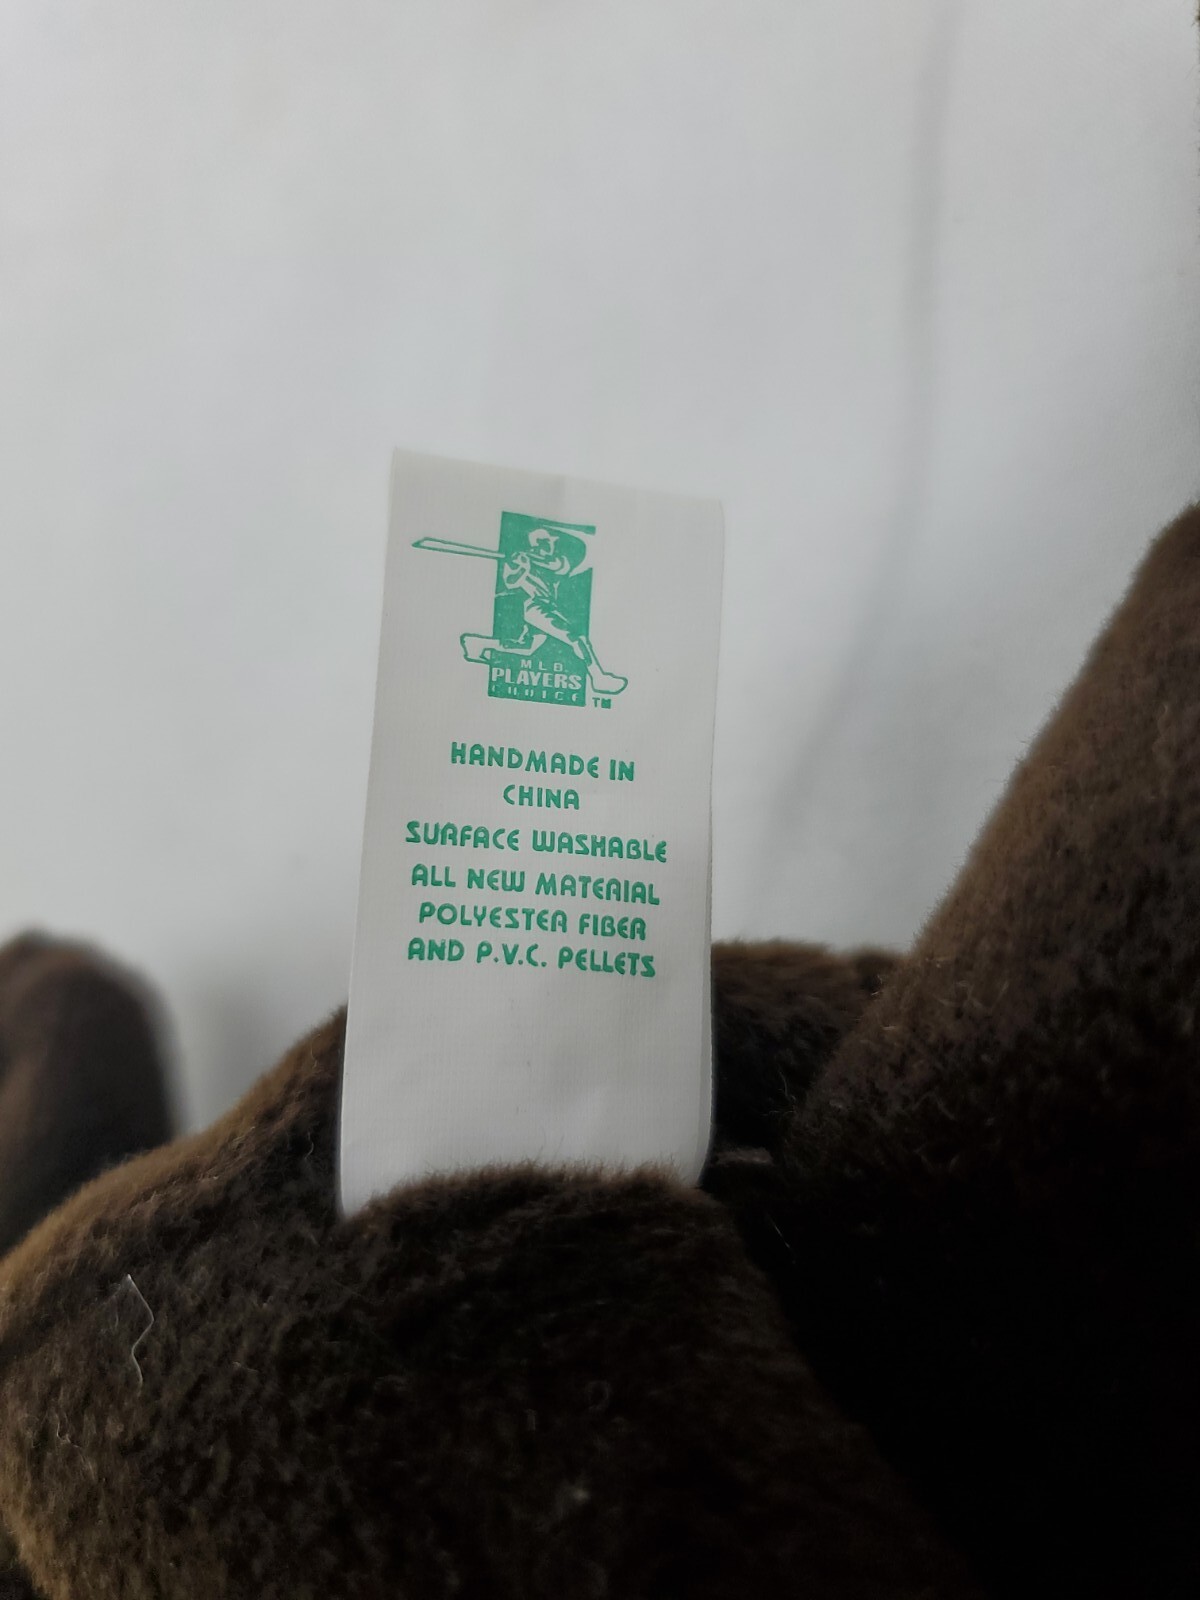 MLB
PLAYERS
CHOICE TM
HANDMADE IN
CHINA
SURFACE WASHABLE
ALL NEW MATERIAL
POLYESTER FIBER
AND P.V.C. PELLETS